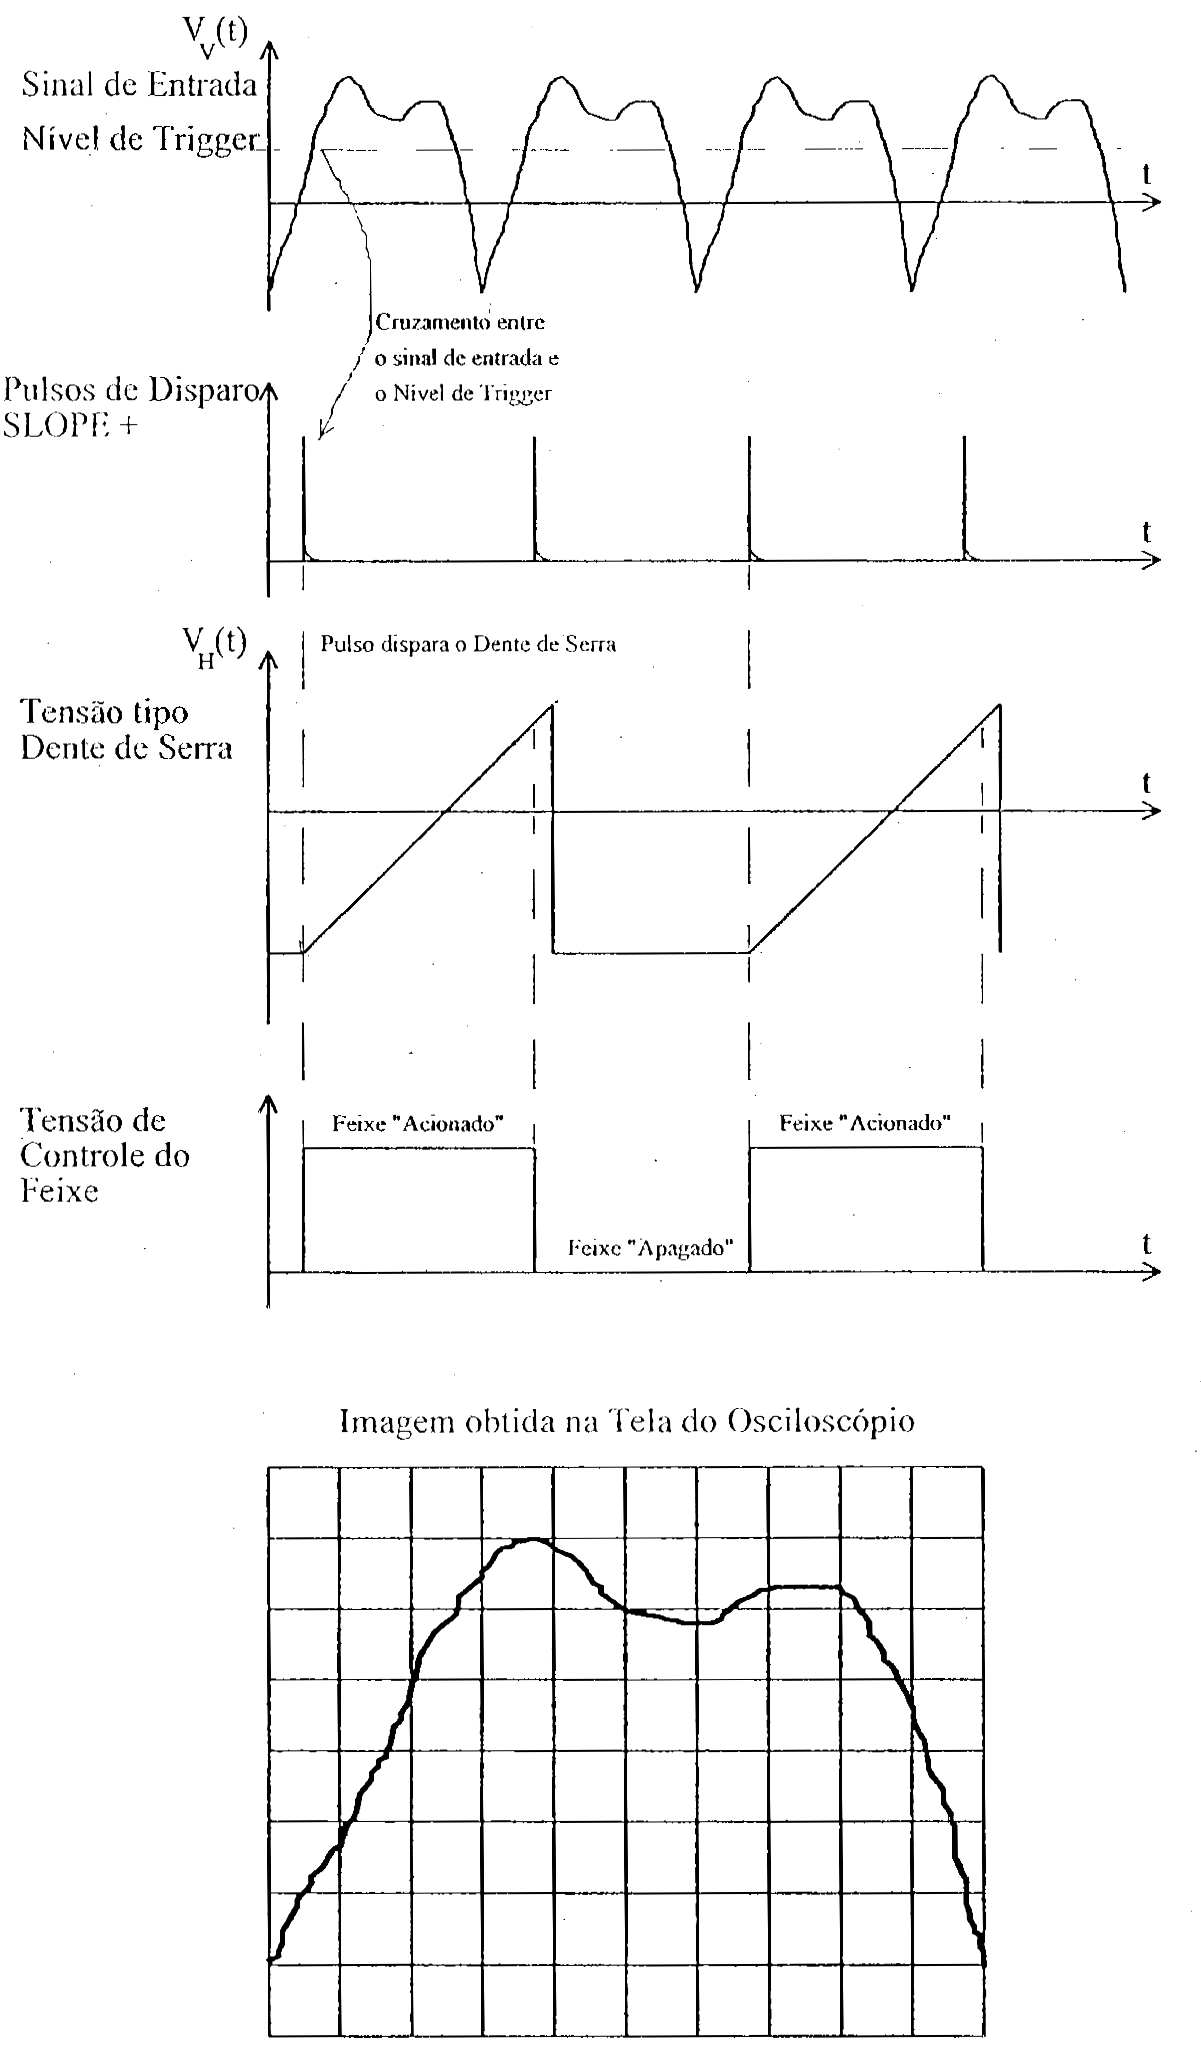 V_V(t)
Sinal de Entrada
Nível de Trigger
t
Cruzamento entre
o sinal de entrada e
o Nível de Trigger
Pulsos de Disparo
SLOPE +
t
V_H(t)
Pulso dispara o Dente de Serra
Tensão tipo
Dente de Serra
t
Tensão de
Controle do
Feixe
Feixe "Acionado"
Feixe "Acionado"
Feixe "Apagado"
t
Imagem obtida na Tela do Osciloscópio